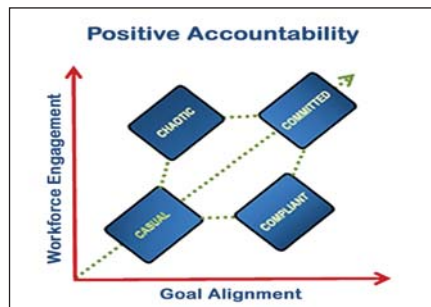 Positive Accountability
Workforce Engagement
CHAOTIC
COMMITTED
CASUAL
COMPLIANT
Goal Alignment